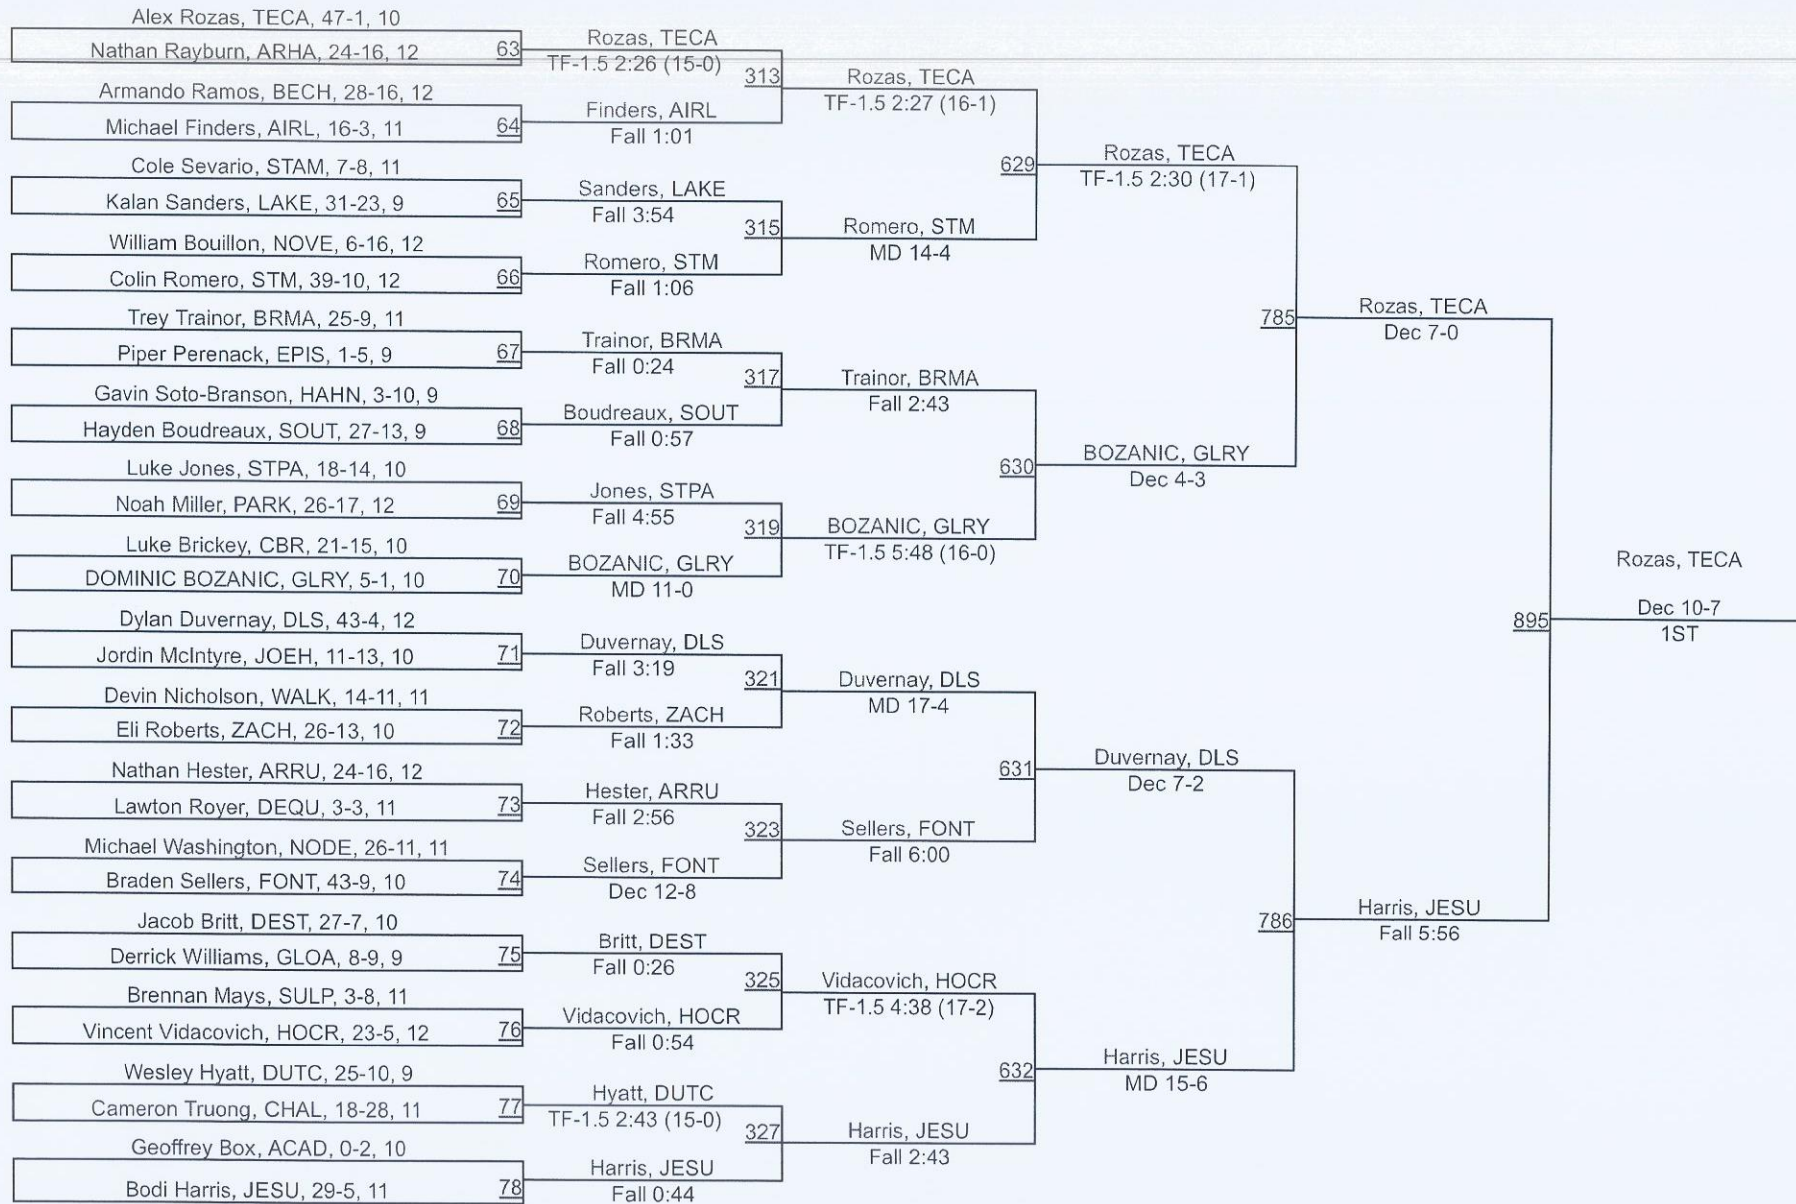 Alex Rozas, TECA, 47-1, 10
Nathan Rayburn, ARHA, 24-16, 12
63
Armando Ramos, BECH, 28-16, 12
Michael Finders, AIRL, 16-3, 11
64
Cole Sevario, STAM, 7-8, 11
Kalan Sanders, LAKE, 31-23, 9
65
William Bouillon, NOVE, 6-16, 12
Colin Romero, STM, 39-10, 12
66
Trey Trainor, BRMA, 25-9, 11
Piper Perenack, EPIS, 1-5, 9
67
Gavin Soto-Branson, HAHN, 3-10, 9
Hayden Boudreaux, SOUT, 27-13, 9
68
Luke Jones, STPA, 18-14, 10
Noah Miller, PARK, 26-17, 12
69
Luke Brickey, CBR, 21-15, 10
DOMINIC BOZANIC, GLRY, 5-1, 10
70
Dylan Duvernay, DLS, 43-4, 12
Jordin McIntyre, JOEH, 11-13, 10
71
Devin Nicholson, WALK, 14-11, 11
Eli Roberts, ZACH, 26-13, 10
72
Nathan Hester, ARRU, 24-16, 12
Lawton Royer, DEQU, 3-3, 11
73
Michael Washington, NODE, 26-11, 11
Braden Sellers, FONT, 43-9, 10
74
Jacob Britt, DEST, 27-7, 10
Derrick Williams, GLOA, 8-9, 9
75
Brennan Mays, SULP, 3-8, 11
Vincent Vidacovich, HOCR, 23-5, 12
76
Wesley Hyatt, DUTC, 25-10, 9
Cameron Truong, CHAL, 18-28, 11
77
Geoffrey Box, ACAD, 0-2, 10
Bodi Harris, JESU, 29-5, 11
78
Rozas, TECA
TF-1.5 2:26 (15-0)
313
Finders, AIRL
Fall 1:01
Sanders, LAKE
Fall 3:54
315
Romero, STM
Fall 1:06
Trainor, BRMA
Fall 0:24
317
Boudreaux, SOUT
Fall 0:57
Jones, STPA
Fall 4:55
319
BOZANIC, GLRY
MD 11-0
Duvernay, DLS
Fall 3:19
321
Roberts, ZACH
Fall 1:33
Hester, ARRU
Fall 2:56
323
Sellers, FONT
Dec 12-8
Britt, DEST
Fall 0:26
325
Vidacovich, HOCR
Fall 0:54
Hyatt, DUTC
TF-1.5 2:43 (15-0)
327
Harris, JESU
Fall 0:44
Rozas, TECA
TF-1.5 2:27 (16-1)
629
Romero, STM
MD 14-4
Trainor, BRMA
Fall 2:43
630
BOZANIC, GLRY
TF-1.5 5:48 (16-0)
Duvernay, DLS
MD 17-4
631
Sellers, FONT
Fall 6:00
Vidacovich, HOCR
TF-1.5 4:38 (17-2)
632
Harris, JESU
Fall 2:43
Rozas, TECA
TF-1.5 2:30 (17-1)
785
BOZANIC, GLRY
Dec 4-3
Duvernay, DLS
Dec 7-2
786
Harris, JESU
MD 15-6
Rozas, TECA
Dec 7-0
895
Harris, JESU
Fall 5:56
Rozas, TECA
Dec 10-7
1ST